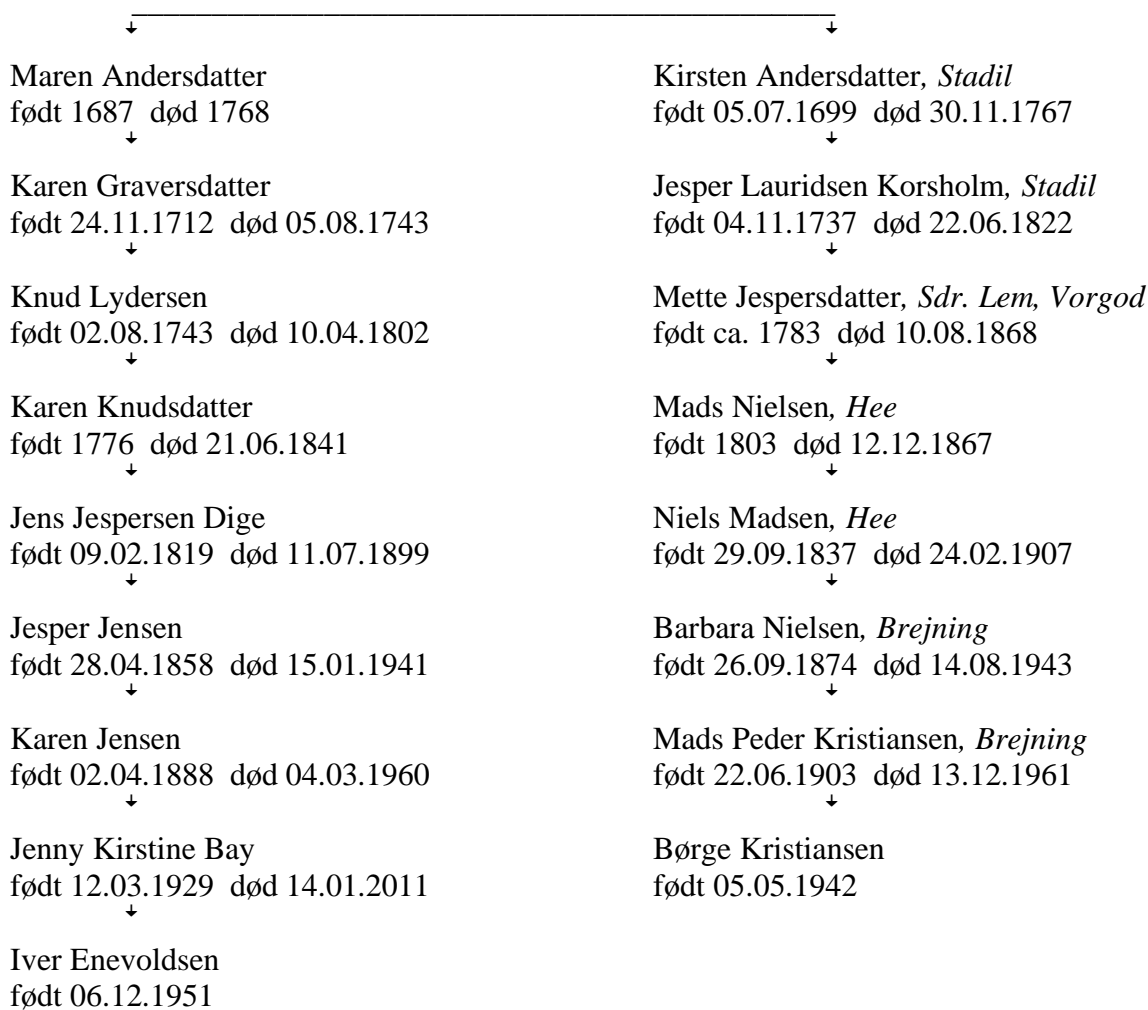 Maren Andersdatter
født 1687 død 1768
Karen Graversdatter
født 24.11.1712 død 05.08.1743
Knud Lydersen
født 02.08.1743 død 10.04.1802
Karen Knudsdatter
født 1776 død 21.06.1841
Jens Jespersen Dige
født 09.02.1819 død 11.07.1899
Jesper Jensen
født 28.04.1858 død 15.01.1941
Karen Jensen
født 02.04.1888 død 04.03.1960
Jenny Kirstine Bay
født 12.03.1929 død 14.01.2011
Iver Enevoldsen
født 06.12.1951
Kirsten Andersdatter, Stadil
født 05.07.1699 død 30.11.1767
Jesper Lauridsen Korsholm, Stadil
født 04.11.1737 død 22.06.1822
Mette Jespersdatter, Sdr. Lem, Vorgod
født ca. 1783 død 10.08.1868
Mads Nielsen, Hee
født 1803 død 12.12.1867
Niels Madsen, Hee
født 29.09.1837 død 24.02.1907
Barbara Nielsen, Brejning
født 26.09.1874 død 14.08.1943
Mads Peder Kristiansen, Brejning
født 22.06.1903 død 13.12.1961
Børge Kristiansen
født 05.05.1942